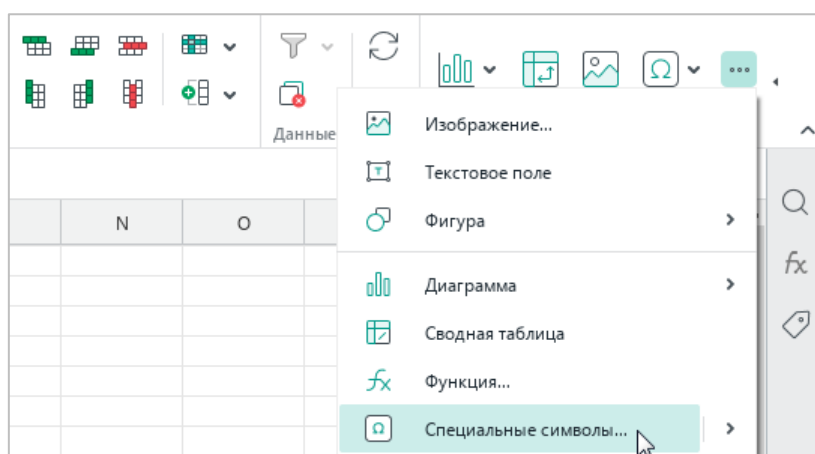 Данные
N
O
Изображение...
Текстовое поле
Фигура
Диаграмма
Сводная таблица
Функция...
Специальные символы...